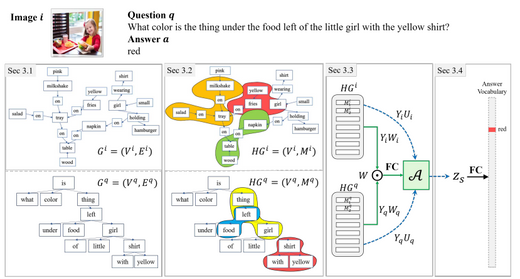 Image i
Question q
What color is the thing under the food left of the little girl with the yellow shirt?
Answer a
red
Sec 3.1
pink
milkshake
yellow
shirt
on
on
fries
wearing
salad
on
tray
on
girl
small
on
on
napkin
on
holding
hamburger
table
wood
G^i = (V^i, E^i)
G^q = (V^q, E^q)
is
what
color
thing
left
under
food
girl
of
little
shirt
with
yellow
Sec 3.2
pink
milkshake
yellow
shirt
on
on
fries
wearing
salad
on
tray
on
girl
small
on
on
napkin
on
holding
hamburger
table
wood
HG^i = (V^i, M^i)
HG^q = (V^q, M^q)
is
what
color
thing
left
under
food
girl
of
little
shirt
with
yellow
Sec 3.3
HG^i
Y_iU_i
Y_iW_i
FC
W
A
HG^q
Y_qW_q
Y_qU_q
Sec 3.4
Answer
Vocabulary
red
Z_S
FC